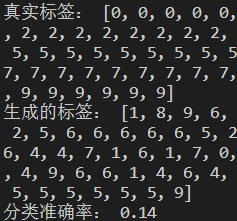 真实标签： [0, 0, 0, 0, 0,
, 2, 2, 2, 2, 2, 2, 2, 2,
5, 5, 5, 5, 5, 5, 5, 5, 5
7, 7, 7, 7, 7, 7, 7, 7, 7,
, 9, 9, 9, 9, 9, 9]
生成的标签： [1, 8, 9, 6,
2, 5, 6, 6, 6, 6, 6, 5, 2
6, 4, 4, 7, 1, 6, 1, 7, 0,
, 4, 9, 6, 6, 1, 4, 6, 4,
5, 5, 5, 5, 5, 5, 9]
分类准确率： 0.14